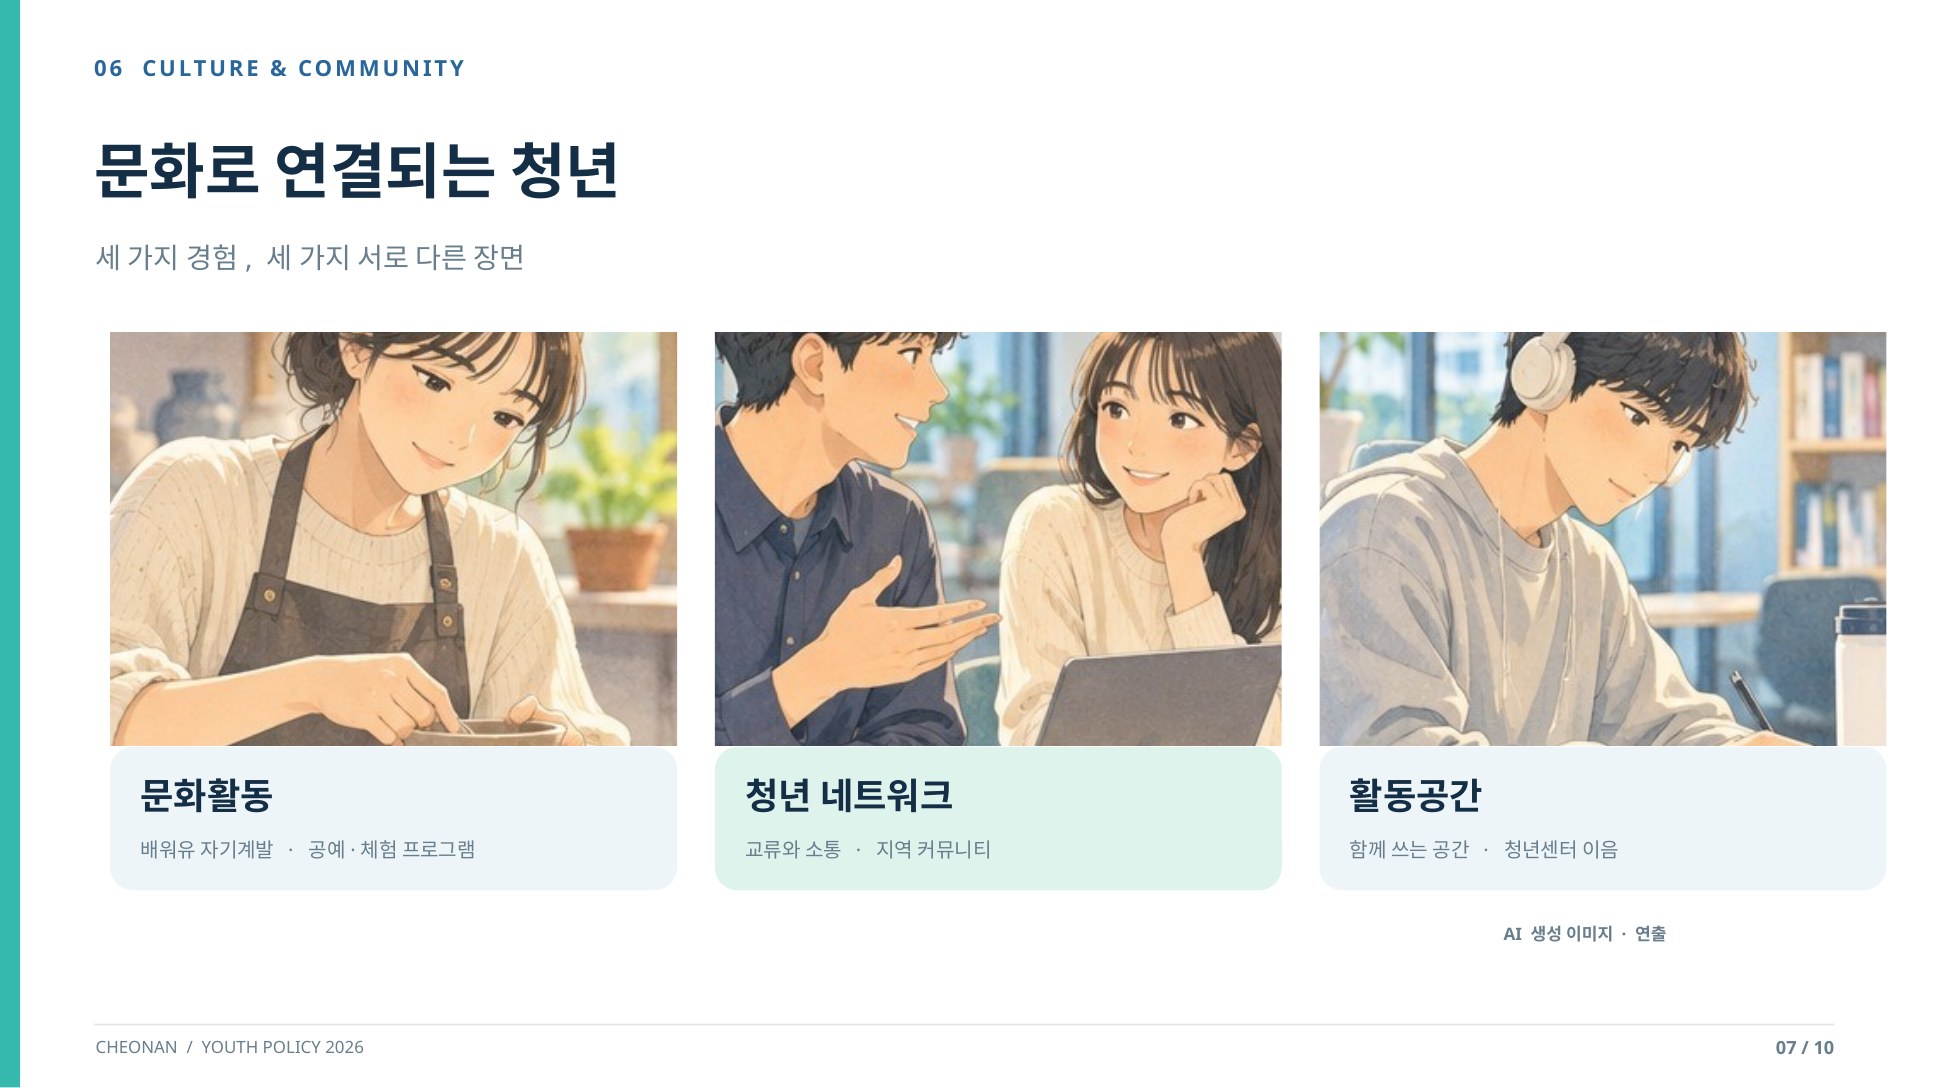 06 CULTURE & COMMUNITY
문화로 연결되는 청년
세 가지 경험 , 세 가지 서로 다른 장면
문화활동
배워유 자기계발 · 공예·체험 프로그램
청년 네트워크
교류와 소통 · 지역 커뮤니티
활동공간
함께 쓰는 공간 · 청년센터 이음
AI 생성 이미지 · 연출
CHEONAN / YOUTH POLICY 2026
07 / 10